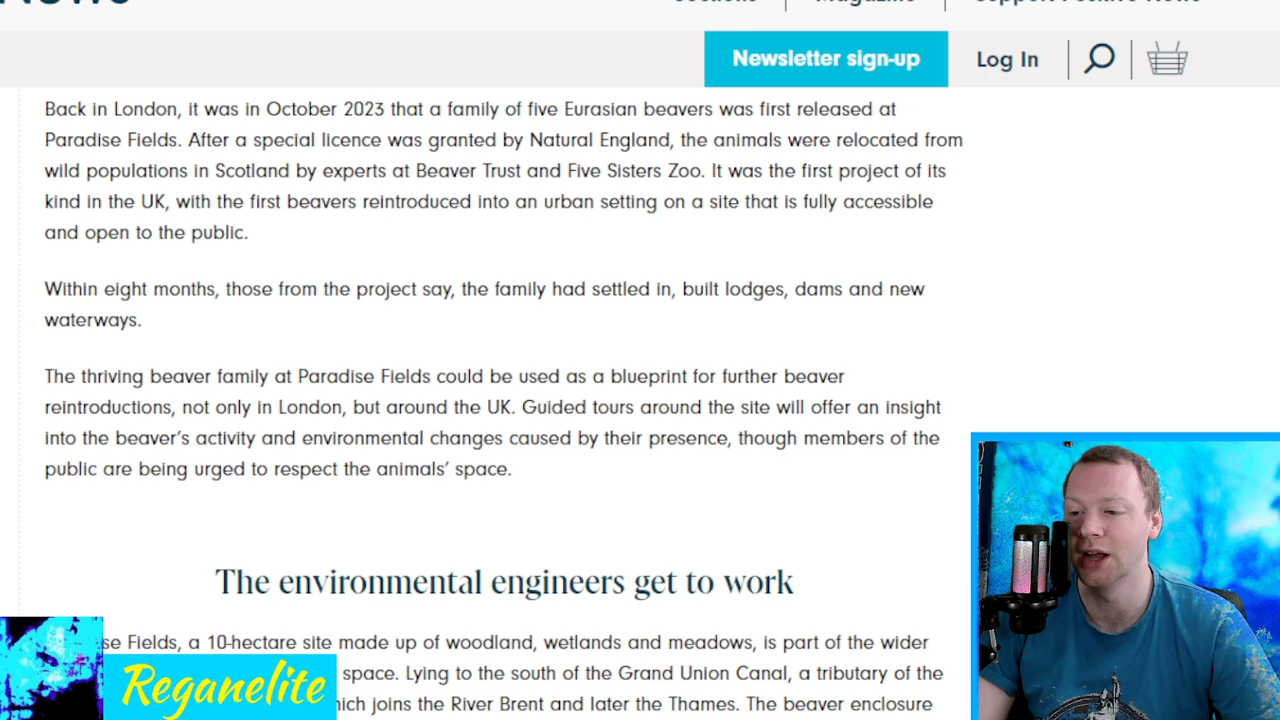 Newsletter sign-up
Log In
Back in London, it was in October 2023 that a family of five Eurasian beavers was first released at
Paradise Fields. After a special licence was granted by Natural England, the animals were relocated from
wild populations in Scotland by experts at Beaver Trust and Five Sisters Zoo. It was the first project of its
kind in the UK, with the first beavers reintroduced into an urban setting on a site that is fully accessible
and open to the public.
Within eight months, those from the project say, the family had settled in, built lodges, dams and new
waterways.
The thriving beaver family at Paradise Fields could be used as a blueprint for further beaver
reintroductions, not only in London, but around the UK. Guided tours around the site will offer an insight
into the beaver's activity and environmental changes caused by their presence, though members of the
public are being urged to respect the animals' space.
The environmental engineers get to work
se Fields, a 10-hectare site made up of woodland, wetlands and meadows, is part of the wider
space. Lying to the south of the Grand Union Canal, a tributary of the
Reganelite
hich joins the River Brent and later the Thames. The beaver enclosure